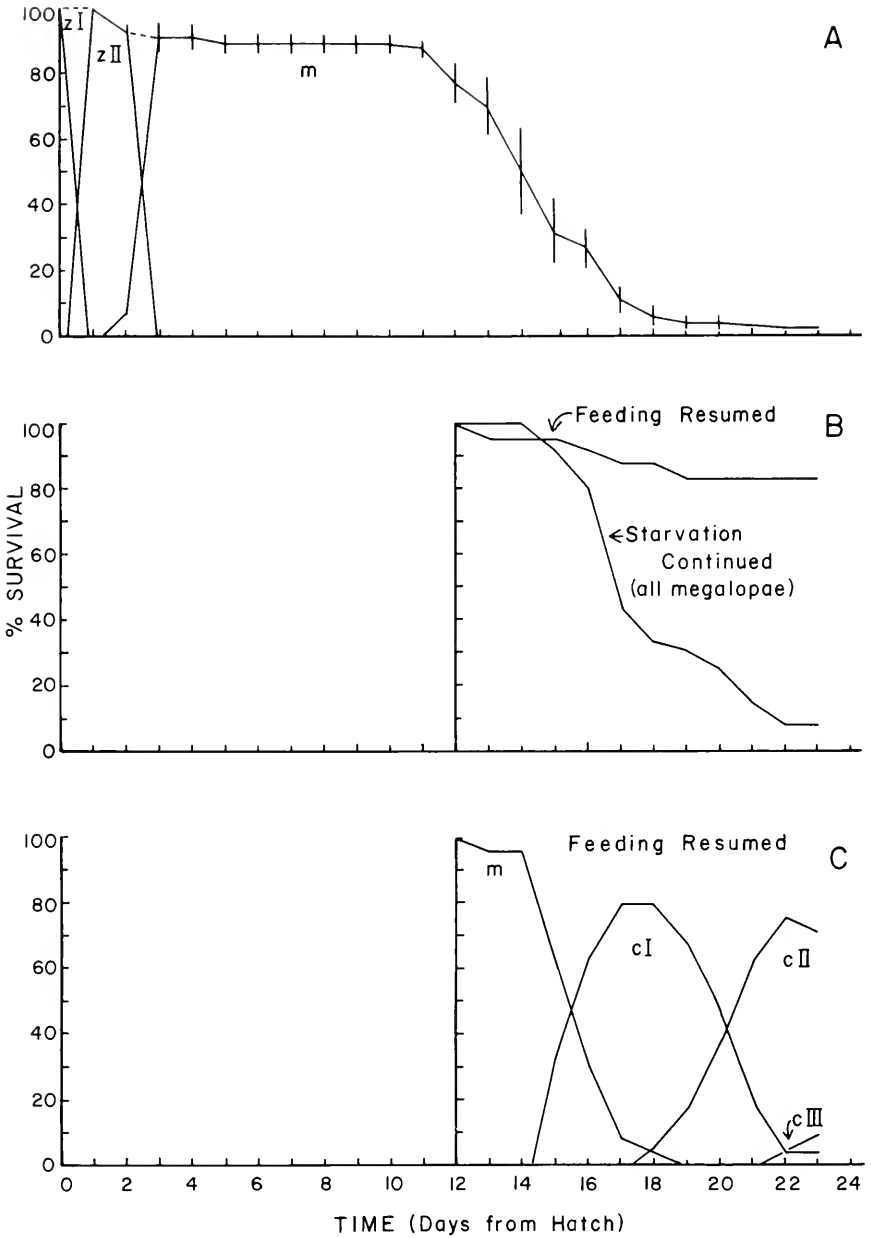 100
80
60
40
20
0
zI
zII
m
A
% SURVIVAL
100
80
60
40
20
0
Feeding Resumed
Starvation
Continued
(all megalopae)
B
100
80
60
40
20
0
m
Feeding Resumed
C
cI
cII
cIII
0 2 4 6 8 10 12 14 16 18 20 22 24
TIME (Days from Hatch)